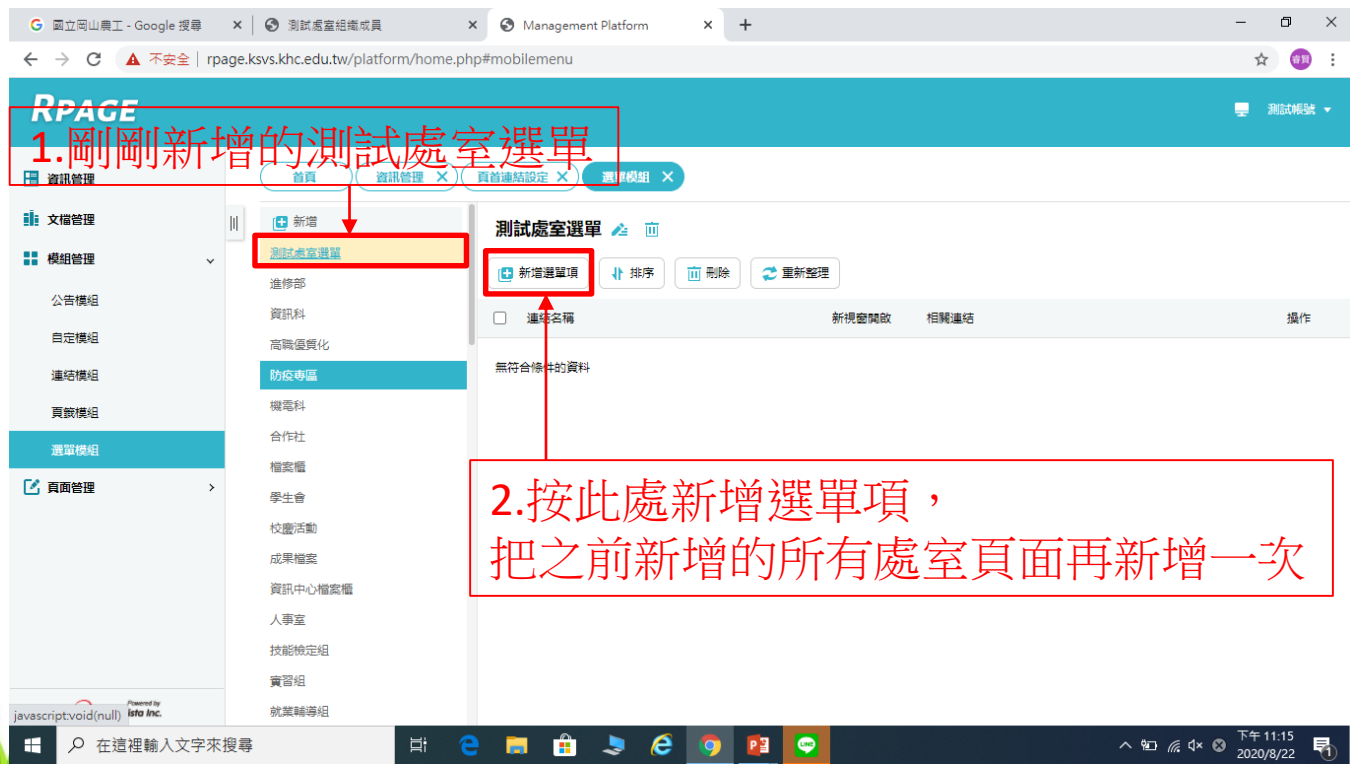 國立岡山農工 - Google 搜尋
測試處室組織成員
Management Platform
不安全 | rpage.ksvs.khc.edu.tw/platform/home.php#mobilemenu
睿賢
RPAGE
測試帳號
1.剛剛新增的測試處室選單
資訊管理
首頁
資訊管理
頁首連結設定
選單模組
文檔管理
模組管理
公告模組
自定模組
連結模組
頁籤模組
選單模組
頁面管理
新增
測試處室選單
進修部
資訊科
高職優質化
防疫專區
機電科
合作社
檔案櫃
學生會
校慶活動
成果檔案
資訊中心檔案櫃
人事室
技能檢定組
實習組
就業輔導組
測試處室選單
新增選單項
排序
刪除
重新整理
連結名稱
新視窗開啟
相關連結
操作
無符合條件的資料
2.按此處新增選單項，
把之前新增的所有處室頁面再新增一次
Powered by
ista Inc.
javascript:void(null)
在這裡輸入文字來搜尋
下午 11:15
2020/8/22
1